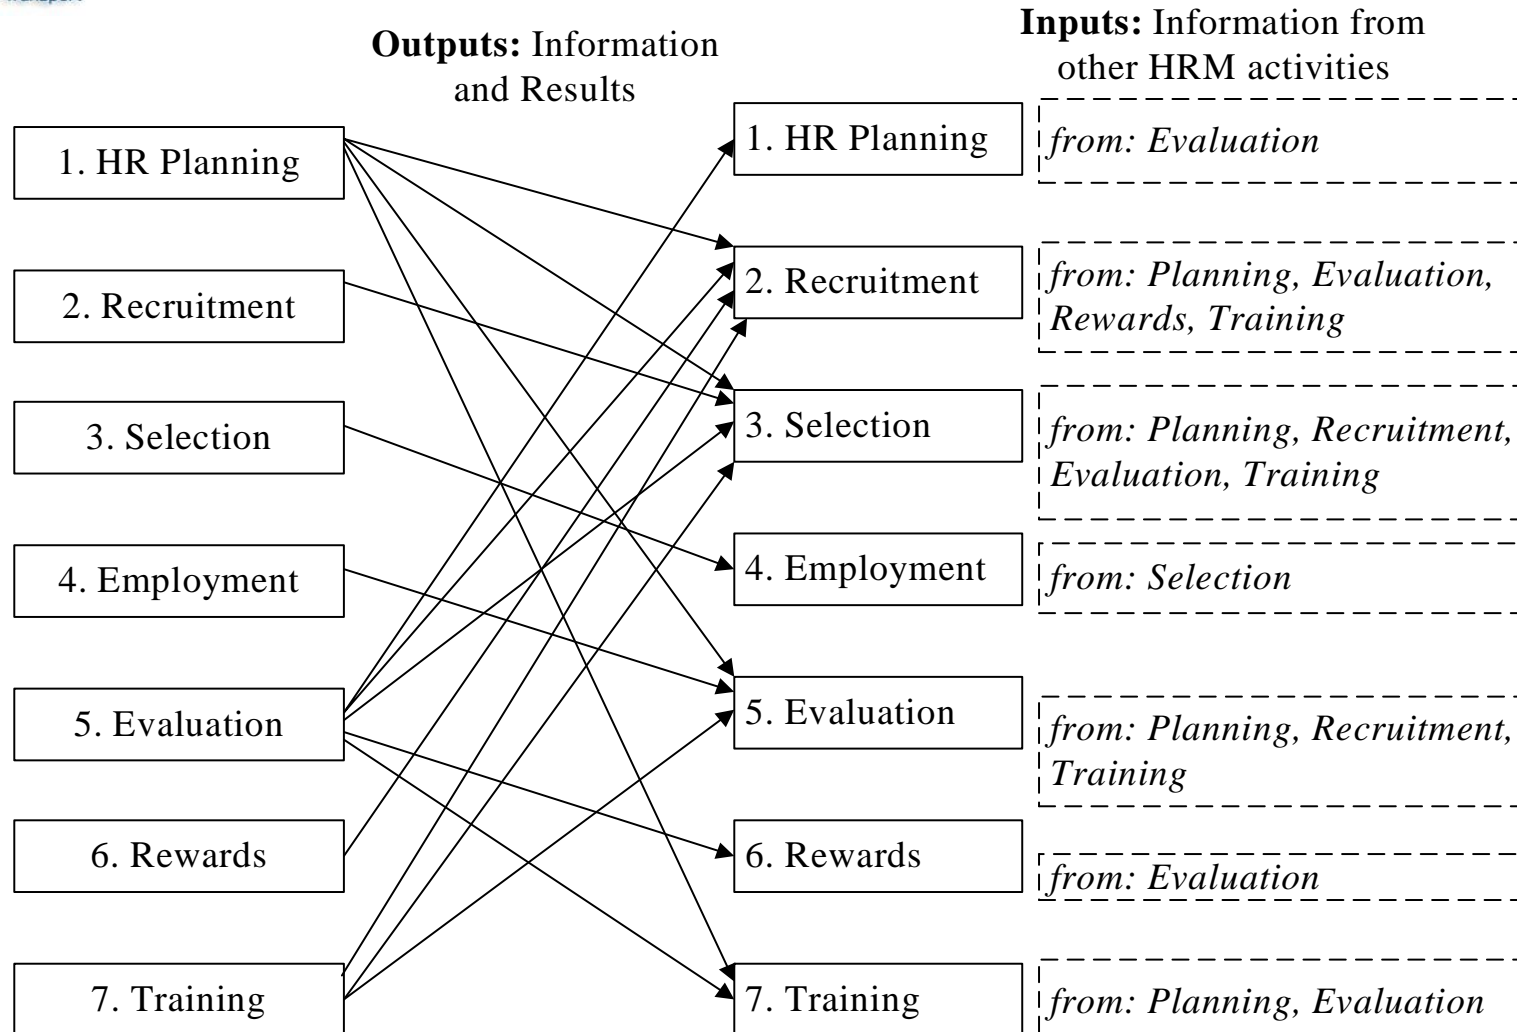 Outputs: Information
and Results
Inputs: Information from
other HRM activities
1. HR Planning
2. Recruitment
3. Selection
4. Employment
5. Evaluation
6. Rewards
7. Training
1. HR Planning
from: Evaluation
2. Recruitment
from: Planning, Evaluation,
Rewards, Training
3. Selection
from: Planning, Recruitment,
Evaluation, Training
4. Employment
from: Selection
5. Evaluation
from: Planning, Recruitment,
Training
6. Rewards
from: Evaluation
7. Training
from: Planning, Evaluation